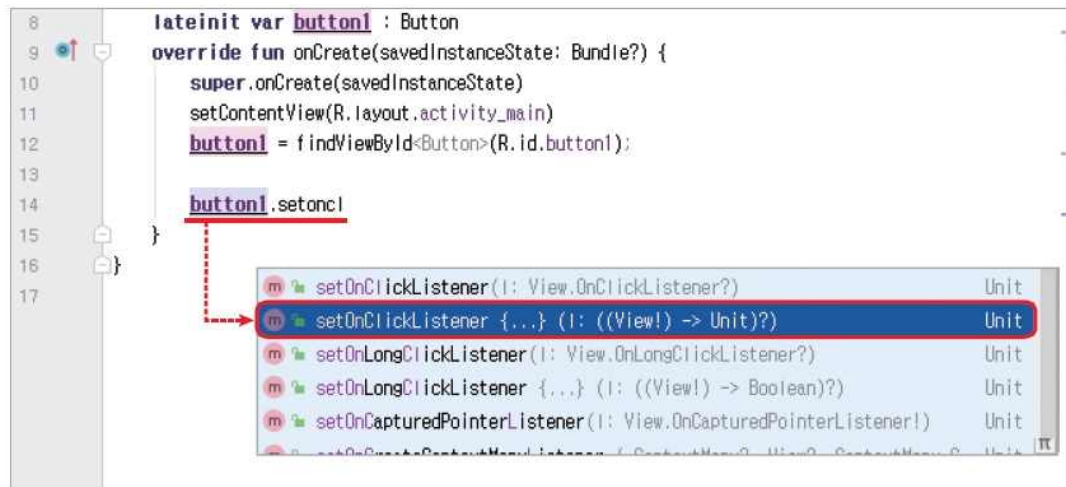 8 lateinit var button1 : Button
9 override fun onCreate(savedInstanceState: Bundle?) {
10 super.onCreate(savedInstanceState)
11 setContentView(R.layout.activity_main)
12 button1 = findViewById<Button>(R.id.button1);
13
14 button1.setoncl
15 }
16 }
17
m setOnClickListener(l: View.OnClickListener?) Unit
m setOnClickListener {...} (l: ((View!) -> Unit)?) Unit
m setOnLongClickListener(l: View.OnLongClickListener?) Unit
m setOnLongClickListener {...} (l: ((View!) -> Boolean)?) Unit
m setOnCapturedPointerListener(l: View.OnCapturedPointerListener!) Unit
π